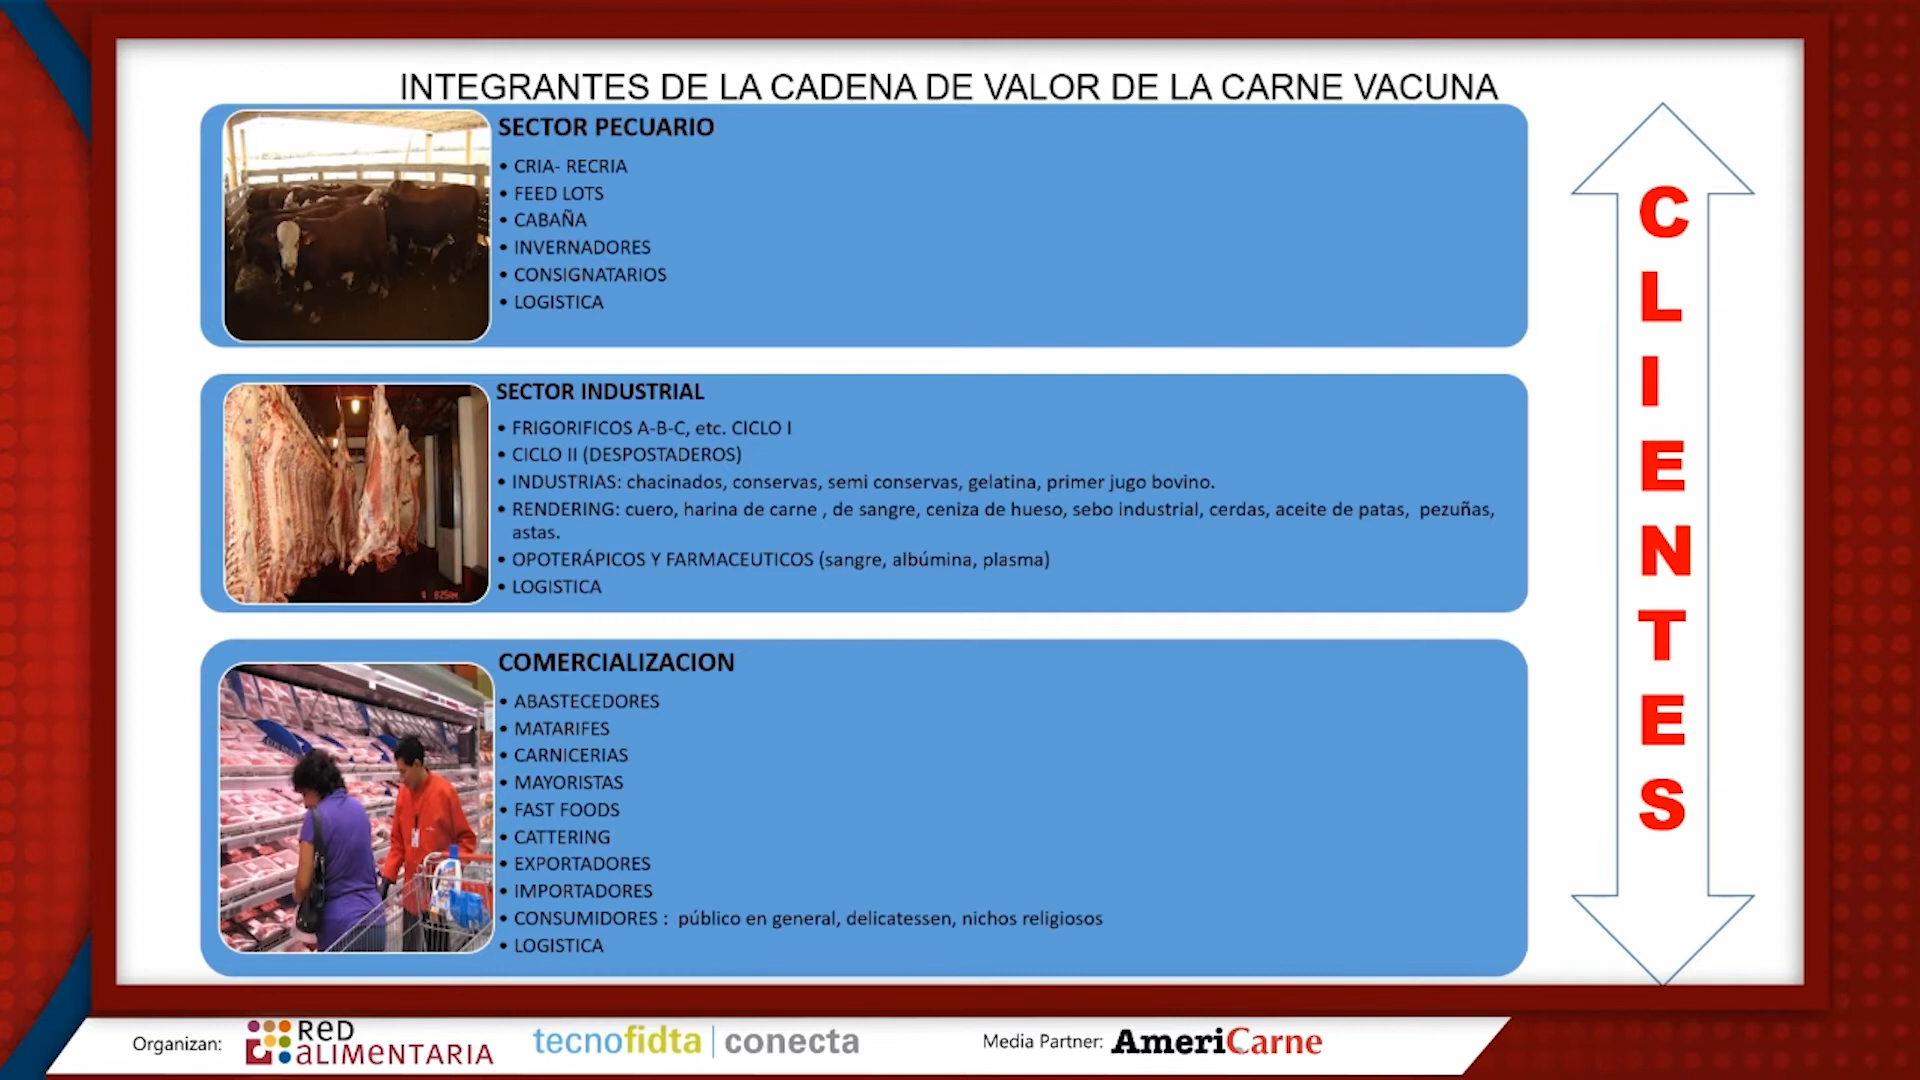 INTEGRANTES DE LA CADENA DE VALOR DE LA CARNE VACUNA
SECTOR PECUARIO
• CRIA- RECRIA
• FEED LOTS
• CABAÑA
• INVERNADORES
• CONSIGNATARIOS
• LOGISTICA
SECTOR INDUSTRIAL
• FRIGORIFICOS A-B-C, etc. CICLO I
• CICLO II (DESPOSTADEROS)
• INDUSTRIAS: chacinados, conservas, semi conservas, gelatina, primer jugo bovino.
• RENDERING: cuero, harina de carne , de sangre, ceniza de hueso, sebo industrial, cerdas, aceite de patas, pezuñas,
astas.
• OPOTERÁPICOS Y FARMACEUTICOS (sangre, albúmina, plasma)
• LOGISTICA
COMERCIALIZACION
• ABASTECEDORES
• MATARIFES
• CARNICERIAS
• MAYORISTAS
• FAST FOODS
• CATTERING
• EXPORTADORES
• IMPORTADORES
• CONSUMIDORES : público en general, delicatessen, nichos religiosos
• LOGISTICA
C
L
I
E
N
T
E
S
Organizan:
ReD
aLIMeNTARIA
tecnofidta | conecta
Media Partner: AmeriCarne